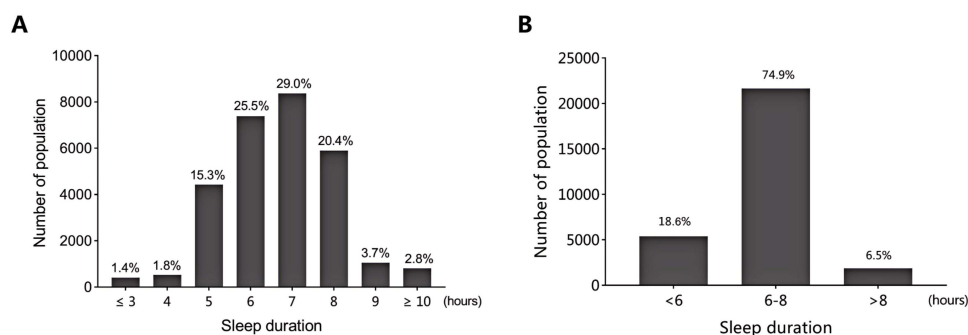 A
10000
8000
6000
4000
2000
0
Number of population
1.4%
1.8%
15.3%
25.5%
29.0%
20.4%
3.7%
2.8%
≤ 3 4 5 6 7 8 9 ≥ 10 (hours)
Sleep duration
B
25000
20000
15000
10000
5000
0
Number of population
18.6%
74.9%
6.5%
<6 6-8 >8 (hours)
Sleep duration